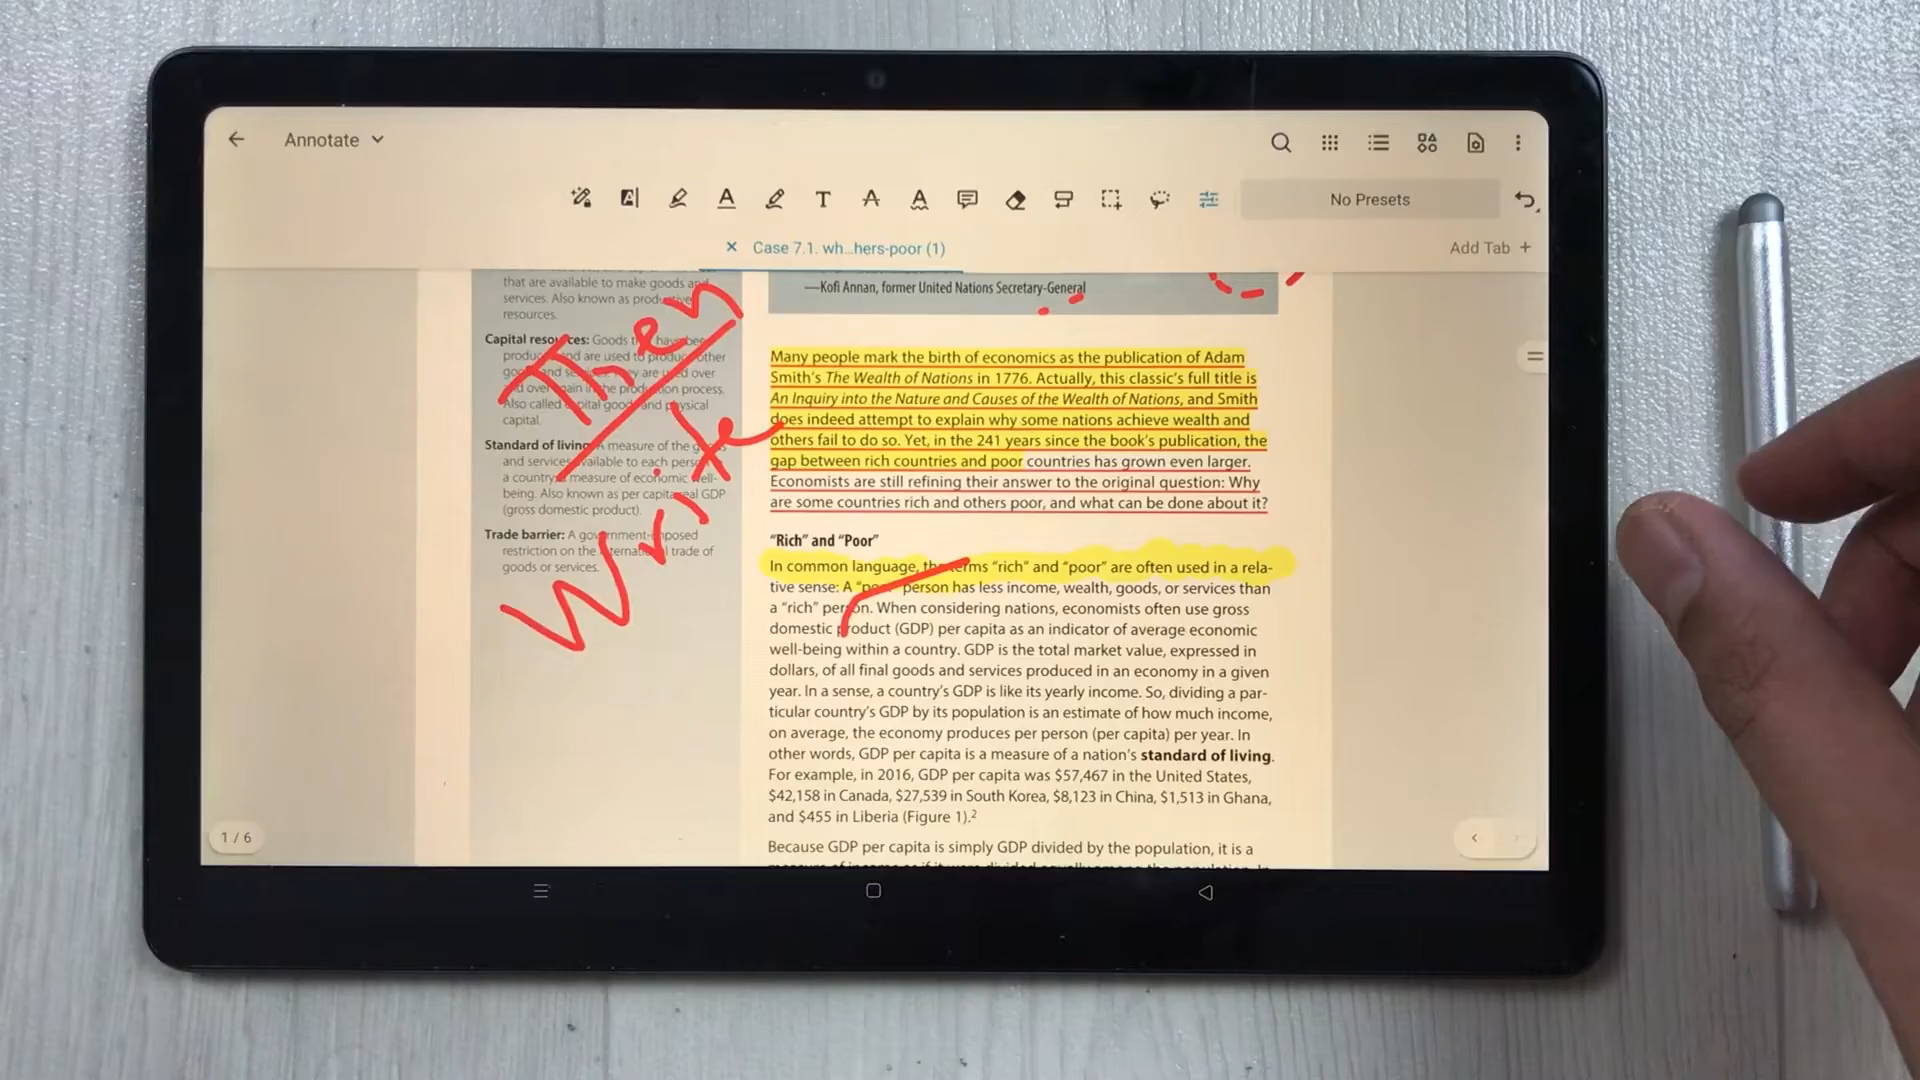 Annotate
No Presets
Case 7.1. wh...hers-poor (1)
Add Tab +
that are available to make goods and
services. Also known as productive
resources.
Capital resources: Goods that have been
produced and are used to produce other
goods and services. They are used over
and over again in the production process.
Also called capital goods and physical
capital.
Standard of living: A measure of the goods
and services available to each person in
a country; a measure of economic well-
being. Also known as per capita real GDP
(gross domestic product).
Trade barrier: A government-imposed
restriction on the international trade of
goods or services.
Then
Write
—Kofi Annan, former United Nations Secretary-General
Many people mark the birth of economics as the publication of Adam
Smith's The Wealth of Nations in 1776. Actually, this classic's full title is
An Inquiry into the Nature and Causes of the Wealth of Nations, and Smith
does indeed attempt to explain why some nations achieve wealth and
others fail to do so. Yet, in the 241 years since the book's publication, the
gap between rich countries and poor countries has grown even larger.
Economists are still refining their answer to the original question: Why
are some countries rich and others poor, and what can be done about it?
"Rich" and "Poor"
In common language, the terms "rich" and "poor" are often used in a rela-
tive sense: A "poor" person has less income, wealth, goods, or services than
a "rich" person. When considering nations, economists often use gross
domestic product (GDP) per capita as an indicator of average economic
well-being within a country. GDP is the total market value, expressed in
dollars, of all final goods and services produced in an economy in a given
year. In a sense, a country's GDP is like its yearly income. So, dividing a par-
ticular country's GDP by its population is an estimate of how much income,
on average, the economy produces per person (per capita) per year. In
other words, GDP per capita is a measure of a nation's standard of living.
For example, in 2016, GDP per capita was $57,467 in the United States,
$42,158 in Canada, $27,539 in South Korea, $8,123 in China, $1,513 in Ghana,
and $455 in Liberia (Figure 1).2
Because GDP per capita is simply GDP divided by the population, it is a
1 / 6